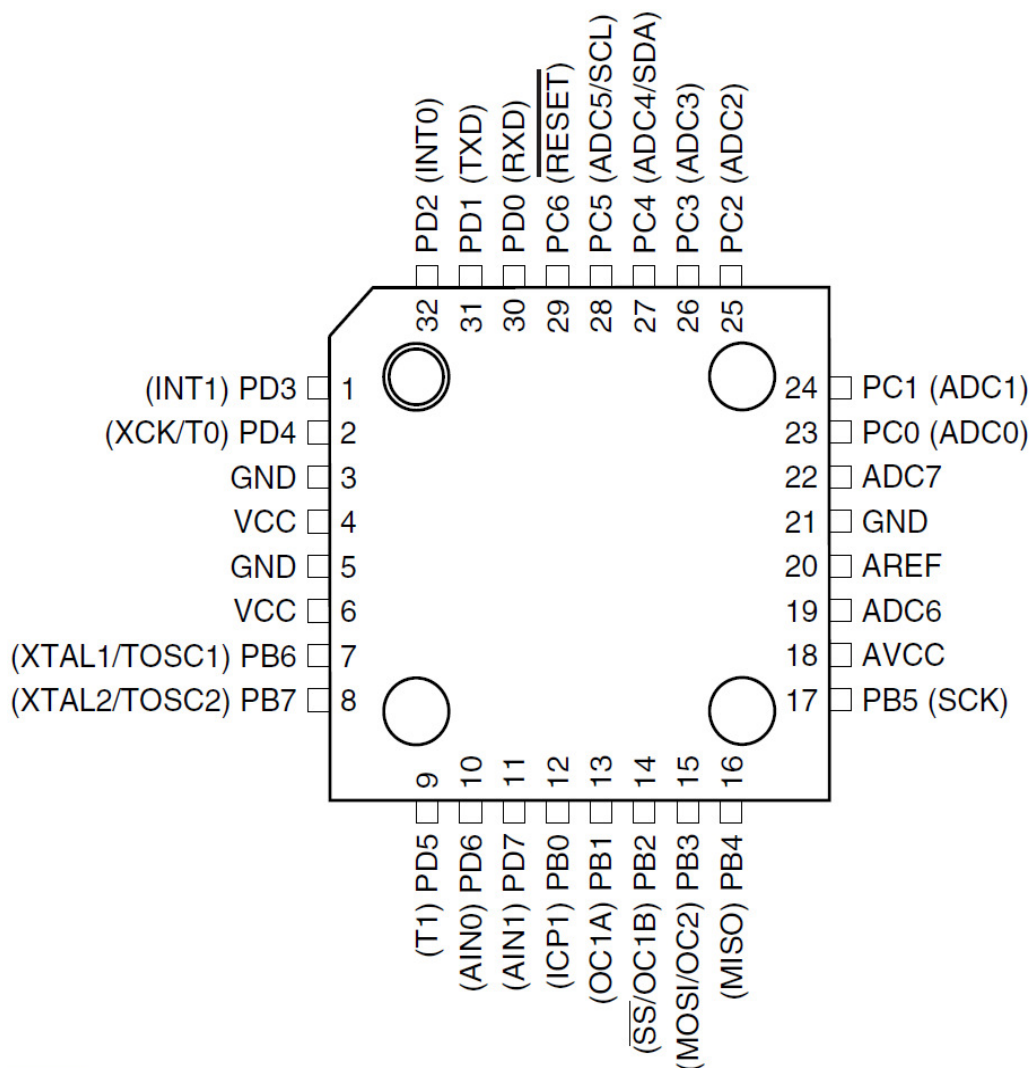 PD2 (INT0)
PD1 (TXD)
PD0 (RXD)
PC6 (RESET)
PC5 (ADC5/SCL)
PC4 (ADC4/SDA)
PC3 (ADC3)
PC2 (ADC2)
32
31
30
29
28
27
26
25
(INT1) PD3 1
(XCK/T0) PD4 2
GND 3
VCC 4
GND 5
VCC 6
(XTAL1/TOSC1) PB6 7
(XTAL2/TOSC2) PB7 8
24 PC1 (ADC1)
23 PC0 (ADC0)
22 ADC7
21 GND
20 AREF
19 ADC6
18 AVCC
17 PB5 (SCK)
9
10
11
12
13
14
15
16
(T1) PD5
(AIN0) PD6
(AIN1) PD7
(ICP1) PB0
(OC1A) PB1
(SS/OC1B) PB2
(MOSI/OC2) PB3
(MISO) PB4